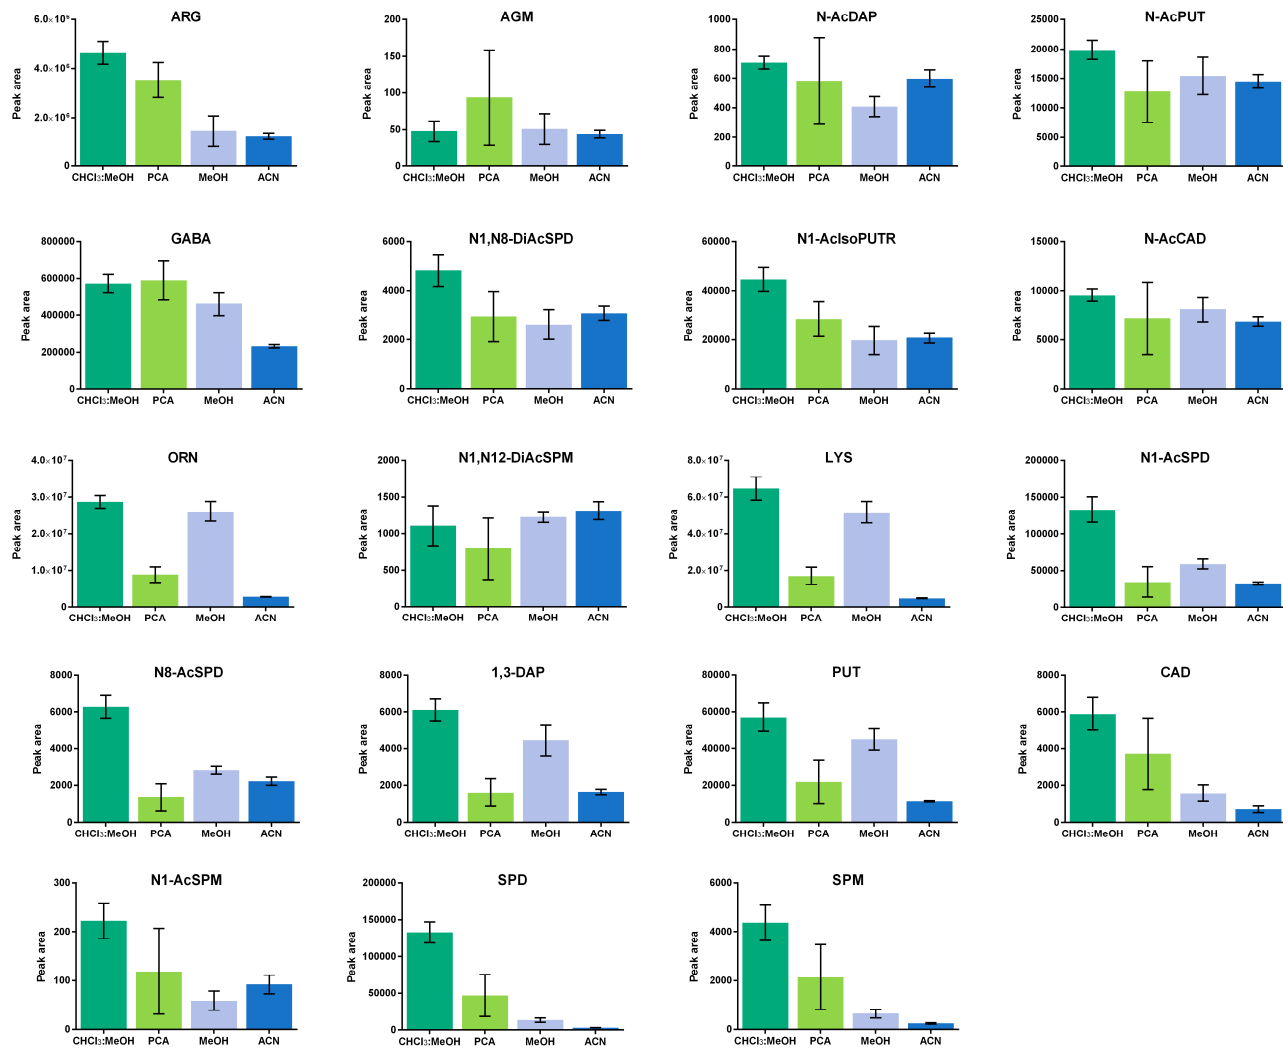 ARG
Peak area
6.0×10⁶
4.0×10⁶
2.0×10⁶
0
CHCl₃:MeOH PCA MeOH ACN
AGM
Peak area
200
150
100
50
0
CHCl₃:MeOH PCA MeOH ACN
N-AcDAP
Peak area
1000
800
600
400
200
0
CHCl₃:MeOH PCA MeOH ACN
N-AcPUT
Peak area
25000
20000
15000
10000
5000
0
CHCl₃:MeOH PCA MeOH ACN
GABA
Peak area
800000
600000
400000
200000
0
CHCl₃:MeOH PCA MeOH ACN
N1,N8-DiAcSPD
Peak area
6000
4000
2000
0
CHCl₃:MeOH PCA MeOH ACN
N1-AcIsoPUTR
Peak area
60000
40000
20000
0
CHCl₃:MeOH PCA MeOH ACN
N-AcCAD
Peak area
15000
10000
5000
0
CHCl₃:MeOH PCA MeOH ACN
ORN
Peak area
4.0×10⁷
3.0×10⁷
2.0×10⁷
1.0×10⁷
0
CHCl₃:MeOH PCA MeOH ACN
N1,N12-DiAcSPM
Peak area
2000
1500
1000
500
0
CHCl₃:MeOH PCA MeOH ACN
LYS
Peak area
8.0×10⁷
6.0×10⁷
4.0×10⁷
2.0×10⁷
0
CHCl₃:MeOH PCA MeOH ACN
N1-AcSPD
Peak area
200000
150000
100000
50000
0
CHCl₃:MeOH PCA MeOH ACN
N8-AcSPD
Peak area
8000
6000
4000
2000
0
CHCl₃:MeOH PCA MeOH ACN
1,3-DAP
Peak area
8000
6000
4000
2000
0
CHCl₃:MeOH PCA MeOH ACN
PUT
Peak area
80000
60000
40000
20000
0
CHCl₃:MeOH PCA MeOH ACN
CAD
Peak area
8000
6000
4000
2000
0
CHCl₃:MeOH PCA MeOH ACN
N1-AcSPM
Peak area
300
200
100
0
CHCl₃:MeOH PCA MeOH ACN
SPD
Peak area
200000
150000
100000
50000
0
CHCl₃:MeOH PCA MeOH ACN
SPM
Peak area
6000
4000
2000
0
CHCl₃:MeOH PCA MeOH ACN